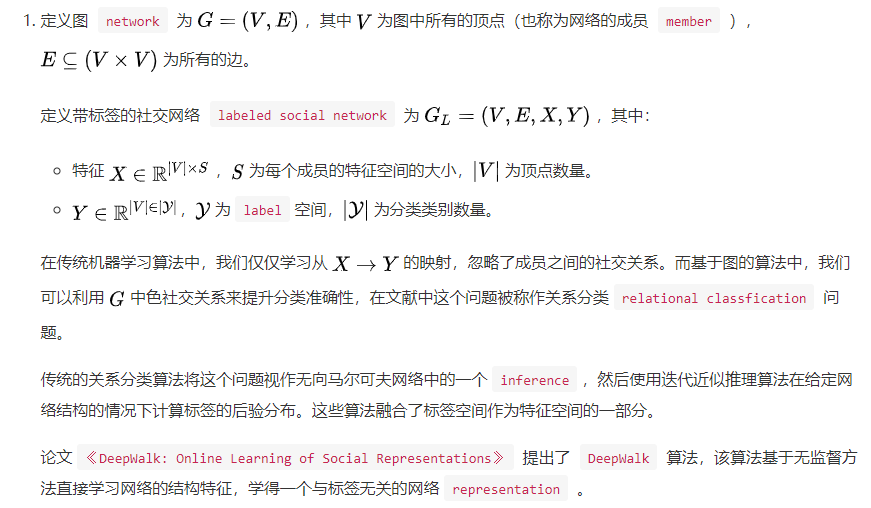 1. 定义图 network 为 G = (V, E) ，其中 V 为图中所有的顶点（也称为网络的成员 member ），
E ⊆ (V × V) 为所有的边。
定义带标签的社交网络 labeled social network 为 G_L = (V, E, X, Y) ，其中：
○ 特征 X ∈ ℝ^{|V|×S} ，S 为每个成员的特征空间的大小，|V| 为顶点数量。
○ Y ∈ ℝ^{|V|∈|𝒴|} ，𝒴 为 label 空间，|𝒴| 为分类类别数量。
在传统机器学习算法中，我们仅仅学习从 X → Y 的映射，忽略了成员之间的社交关系。而基于图的算法中，我们
可以利用 G 中色社交关系来提升分类准确性，在文献中这个问题被称作关系分类 relational classfication 问
题。
传统的关系分类算法将这个问题视作无向马尔可夫网络中的一个 inference ，然后使用迭代近似推理算法在给定网
络结构的情况下计算标签的后验分布。这些算法融合了标签空间作为特征空间的一部分。
论文 《DeepWalk: Online Learning of Social Representations》 提出了 DeepWalk 算法，该算法基于无监督方
法直接学习网络的结构特征，学得一个与标签无关的网络 representation 。